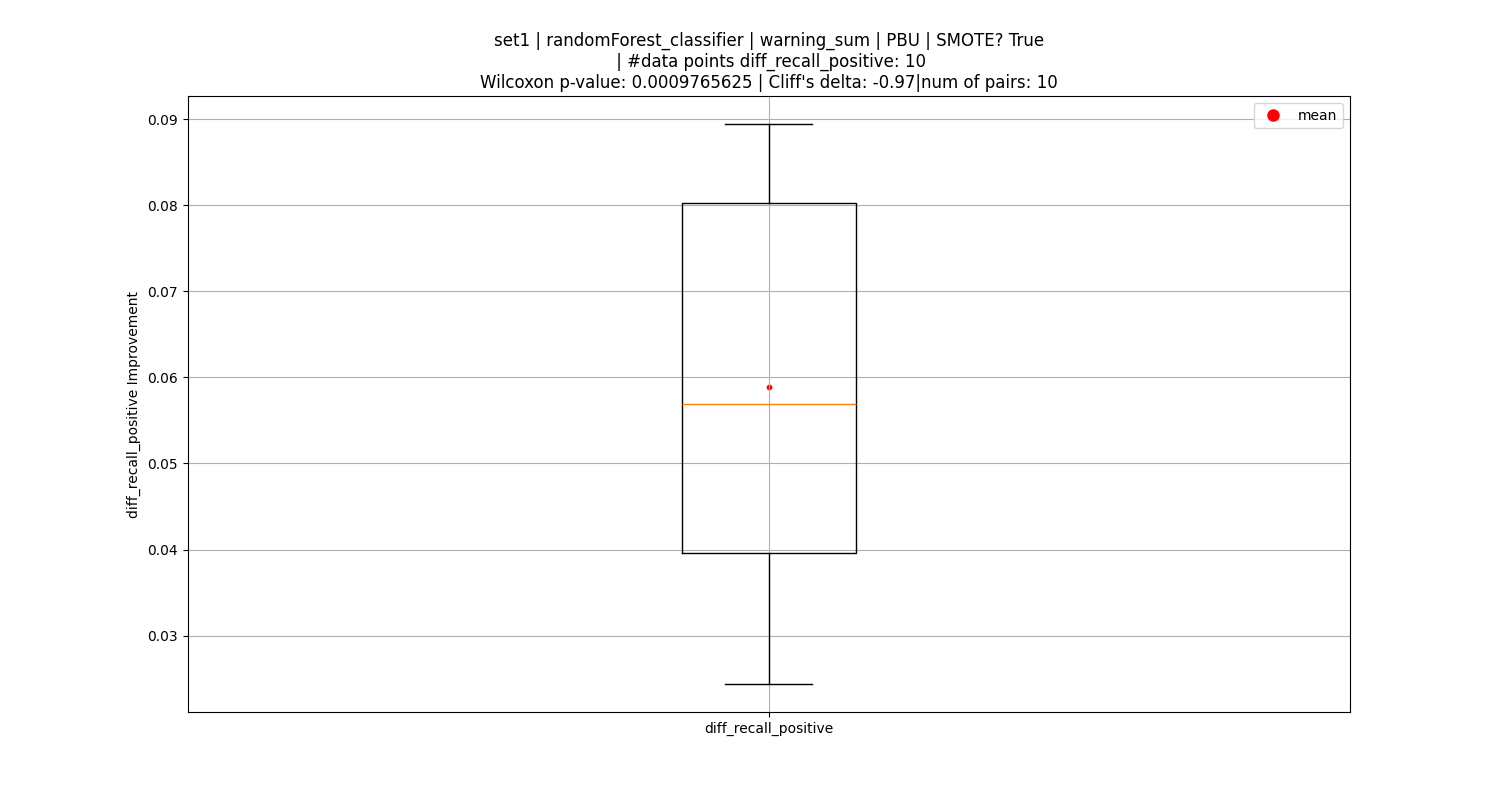 set1 | randomForest_classifier | warning_sum | PBU | SMOTE? True
| #data points diff_recall_positive: 10
Wilcoxon p-value: 0.0009765625 | Cliff's delta: -0.97|num of pairs: 10
mean
0.09
0.08
0.07
0.06
0.05
0.04
0.03
diff_recall_positive Improvement
diff_recall_positive